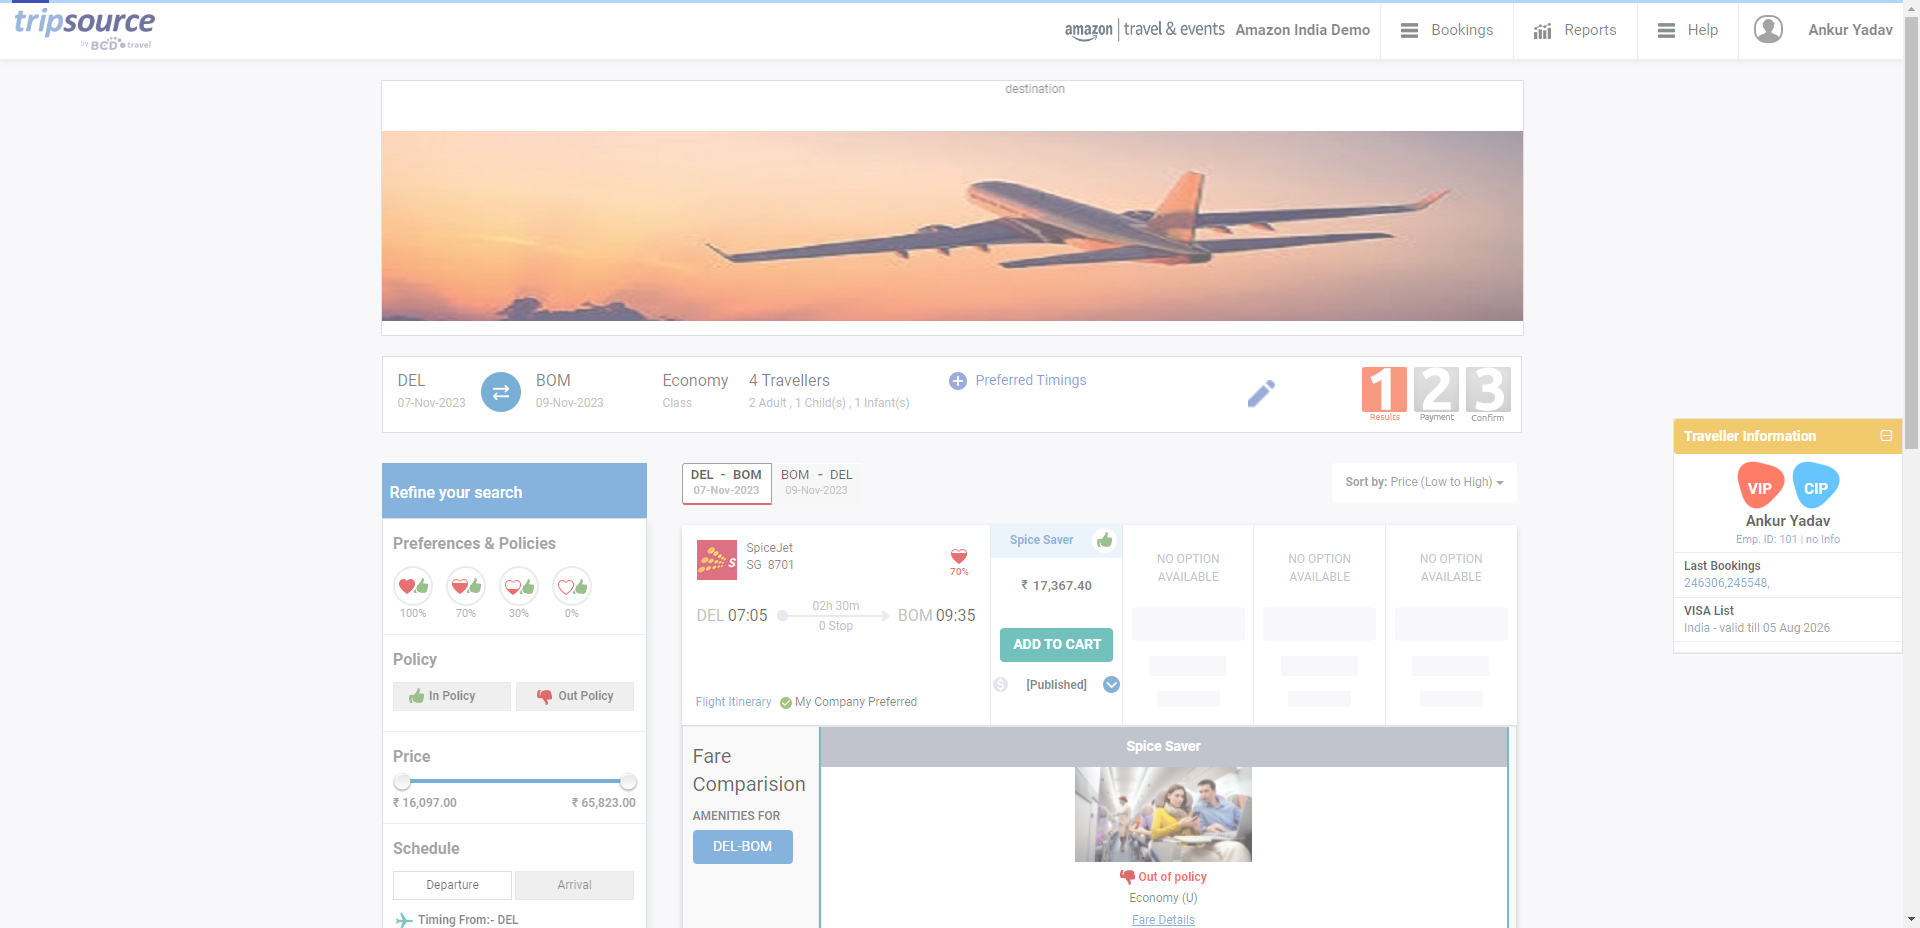 tripsource
by BCD travel
amazon travel & events Amazon India Demo
Bookings
Reports
Help
Ankur Yadav
destination
DEL
07-Nov-2023
BOM
09-Nov-2023
Economy
Class
4 Travellers
2 Adult , 1 Child(s) , 1 Infant(s)
Preferred Timings
1 2 3
Results Payment Confirm
Traveller Information
VIP CIP
Ankur Yadav
Emp. ID: 101 | no Info
Last Bookings
246306,245548,
VISA List
India - valid till 05 Aug 2026
Refine your search
Preferences & Policies
100% 70% 30% 0%
Policy
In Policy Out Policy
Price
₹ 16,097.00 ₹ 65,823.00
Schedule
Departure Arrival
Timing From:- DEL
DEL - BOM
07-Nov-2023
BOM - DEL
09-Nov-2023
Sort by: Price (Low to High)
SpiceJet
SG 8701
70%
DEL 07:05
02h 30m
0 Stop
BOM 09:35
Flight Itinerary My Company Preferred
Spice Saver
₹ 17,367.40
ADD TO CART
[Published]
NO OPTION
AVAILABLE
NO OPTION
AVAILABLE
NO OPTION
AVAILABLE
Fare
Comparision
AMENITIES FOR
DEL-BOM
Spice Saver
Out of policy
Economy (U)
Fare Details